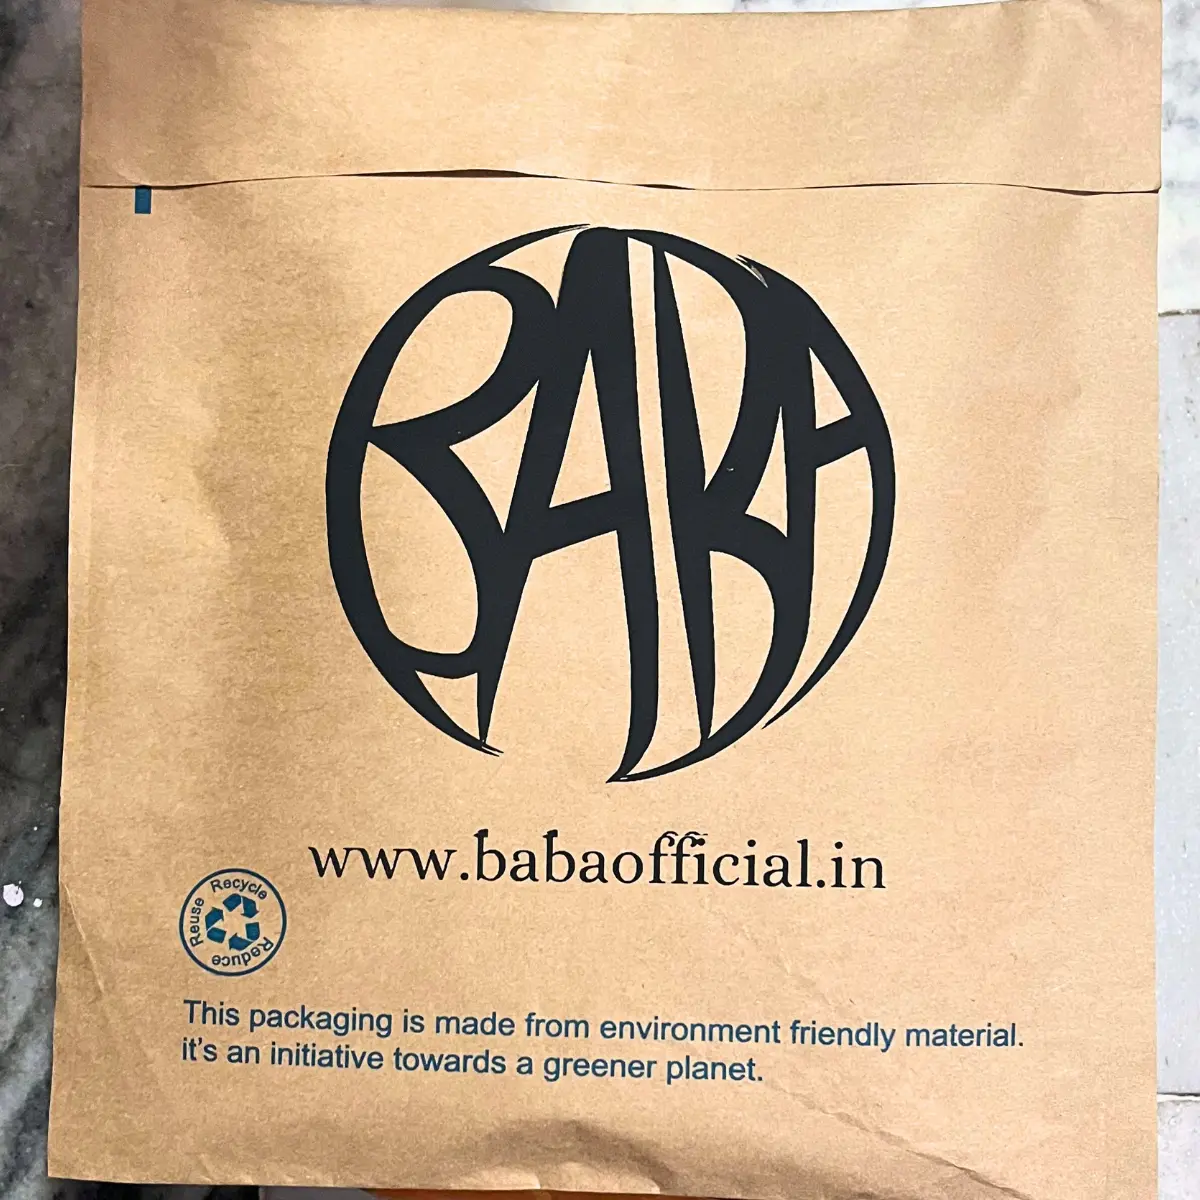 BABA
www.babaofficial.in
Reuse Recycle Reduce
This packaging is made from environment friendly material.
it's an initiative towards a greener planet.